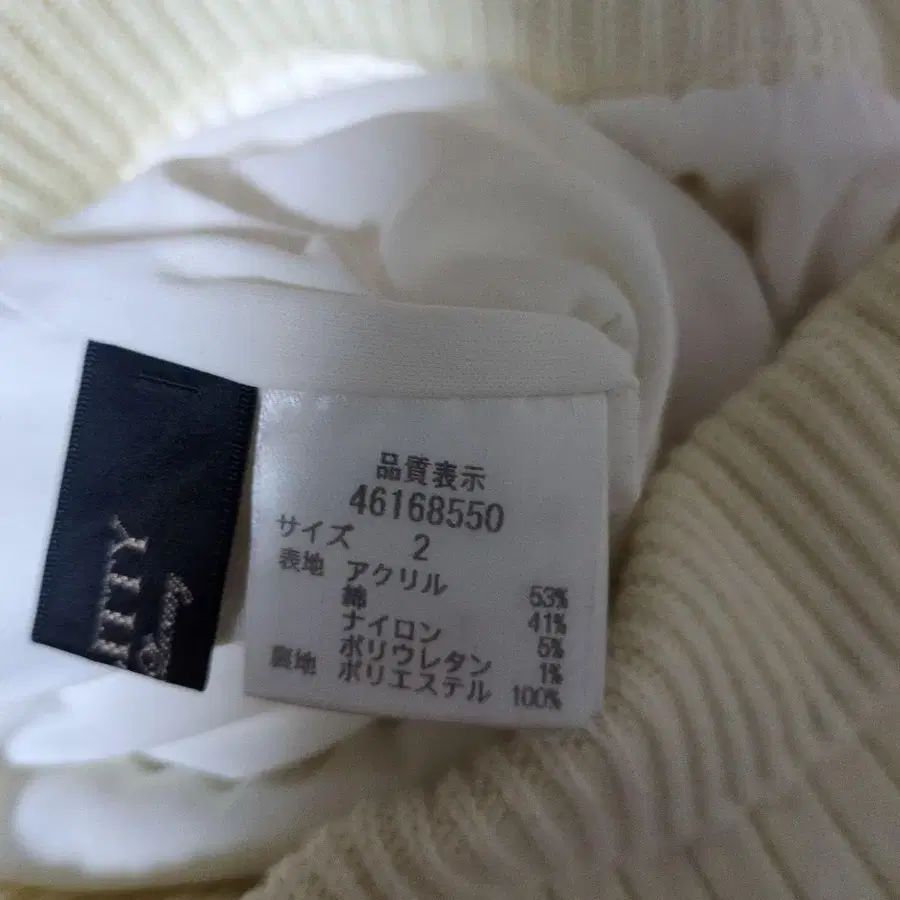 品質表示
46168550
サイズ 2
表地 アクリル 53%
綿 41%
ナイロン 5%
ポリウレタン 1%
裏地 ポリエステル 100%